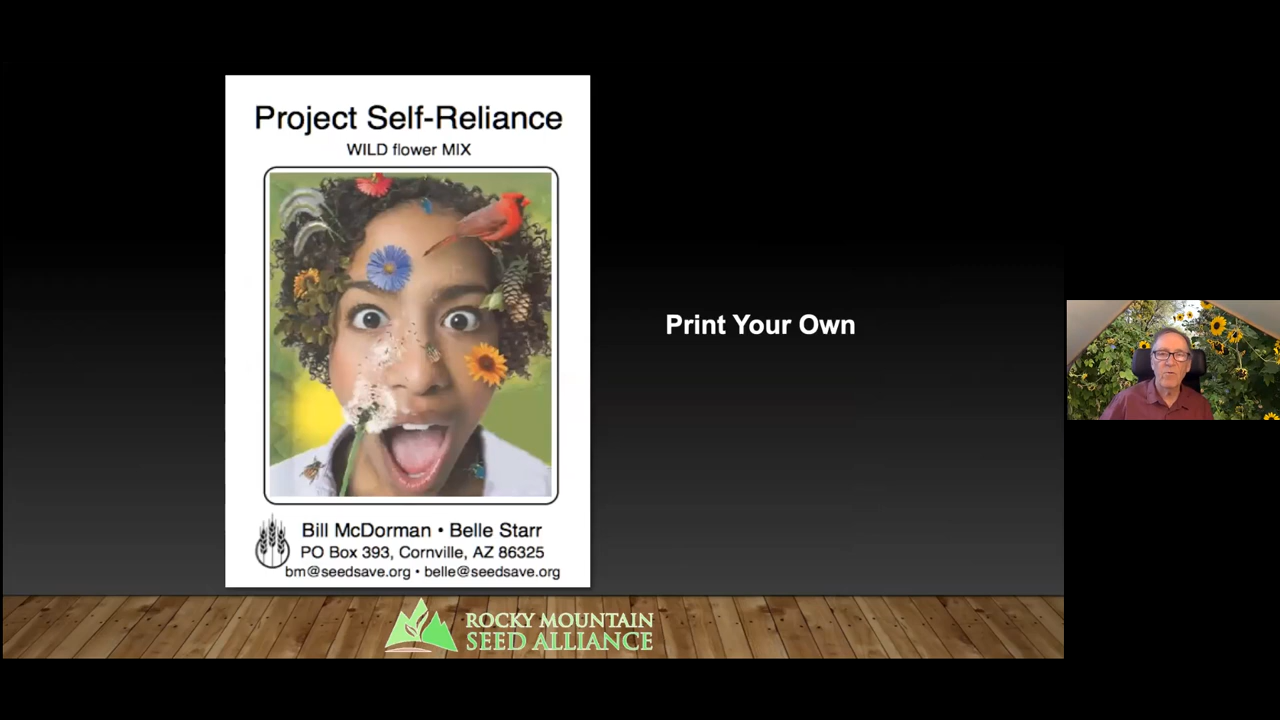 Project Self-Reliance
WILD flower MIX
Bill McDorman • Belle Starr
PO Box 393, Cornville, AZ 86325
bm@seedsave.org • belle@seedsave.org
Print Your Own
ROCKY MOUNTAIN
SEED ALLIANCE